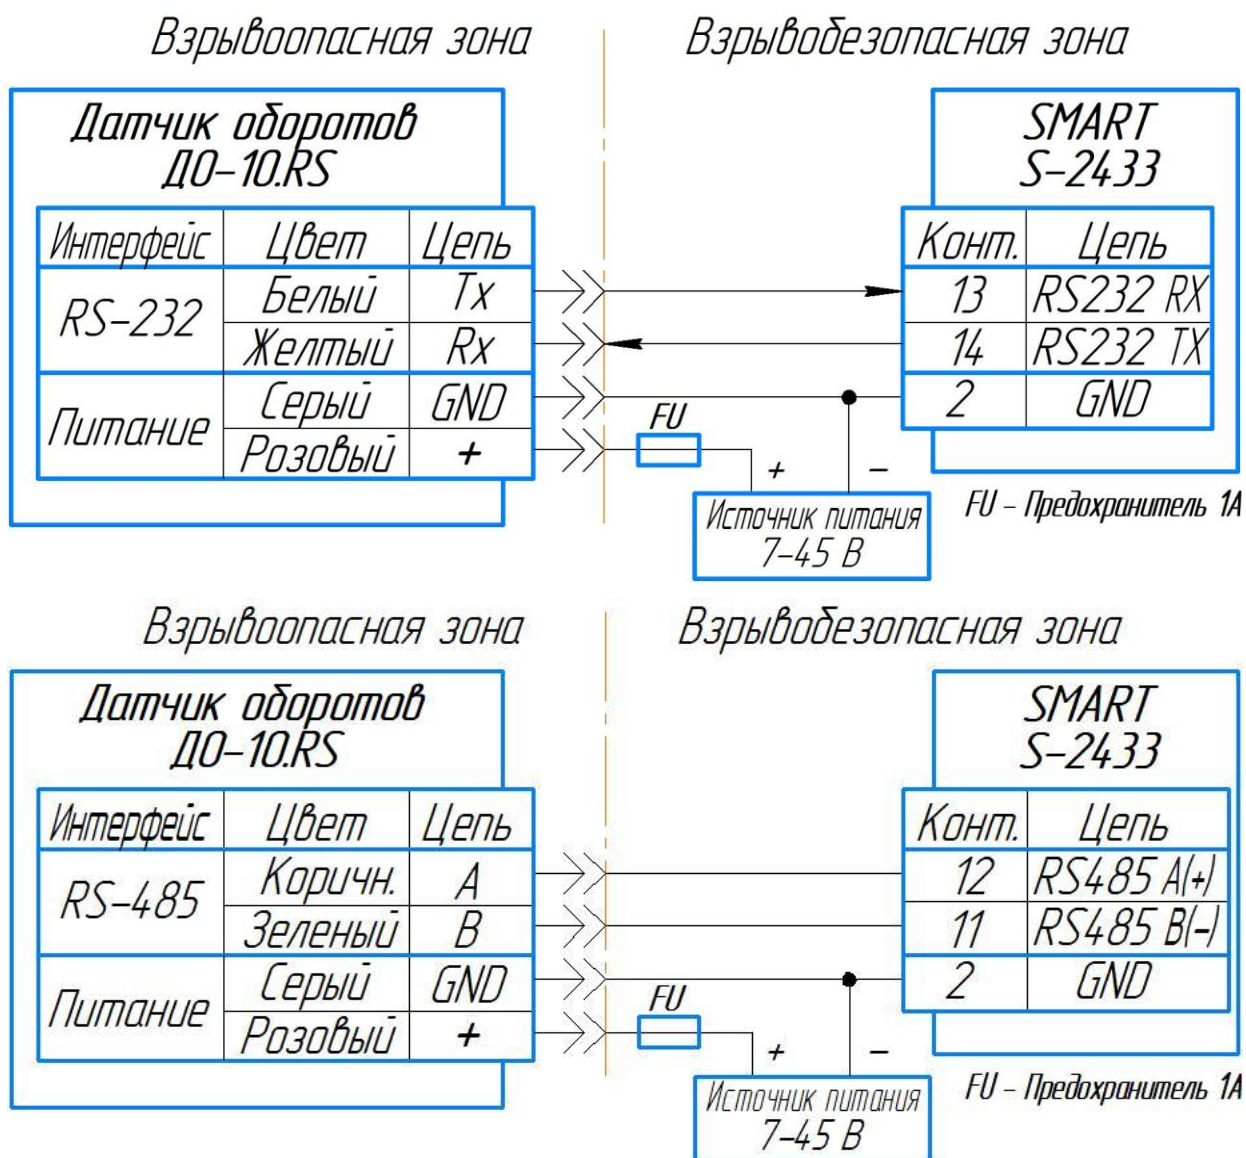 Взрывоопасная зона Взрывобезопасная зона
Датчик оборотов
ДО-10.RS
SMART
S-2433
Интерфейс Цвет Цепь Конт. Цепь
RS-232 Белый Tx 13 RS232 RX
Желтый Rx 14 RS232 TX
Питание Серый GND 2 GND
Розовый + FU
+ -
Источник питания
7-45 В
FU - Предохранитель 1А
Взрывоопасная зона Взрывобезопасная зона
Датчик оборотов
ДО-10.RS
SMART
S-2433
Интерфейс Цвет Цепь Конт. Цепь
RS-485 Коричн. A 12 RS485 A(+)
Зеленый B 11 RS485 B(-)
Питание Серый GND 2 GND
Розовый + FU
+ -
Источник питания
7-45 В
FU - Предохранитель 1А